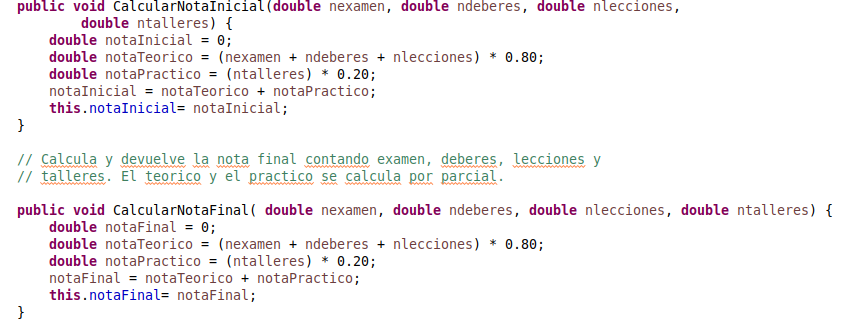 public void CalcularNotaInicial(double nexamen, double ndeberes, double nlecciones,
        double ntalleres) {
    double notaInicial = 0;
    double notaTeorico = (nexamen + ndeberes + nlecciones) * 0.80;
    double notaPractico = (ntalleres) * 0.20;
    notaInicial = notaTeorico + notaPractico;
    this.notaInicial= notaInicial;
}

// Calcula y devuelve la nota final contando examen, deberes, lecciones y
// talleres. El teorico y el practico se calcula por parcial.

public void CalcularNotaFinal( double nexamen, double ndeberes, double nlecciones, double ntalleres) {
    double notaFinal = 0;
    double notaTeorico = (nexamen + ndeberes + nlecciones) * 0.80;
    double notaPractico = (ntalleres) * 0.20;
    notaFinal = notaTeorico + notaPractico;
    this.notaFinal= notaFinal;
}